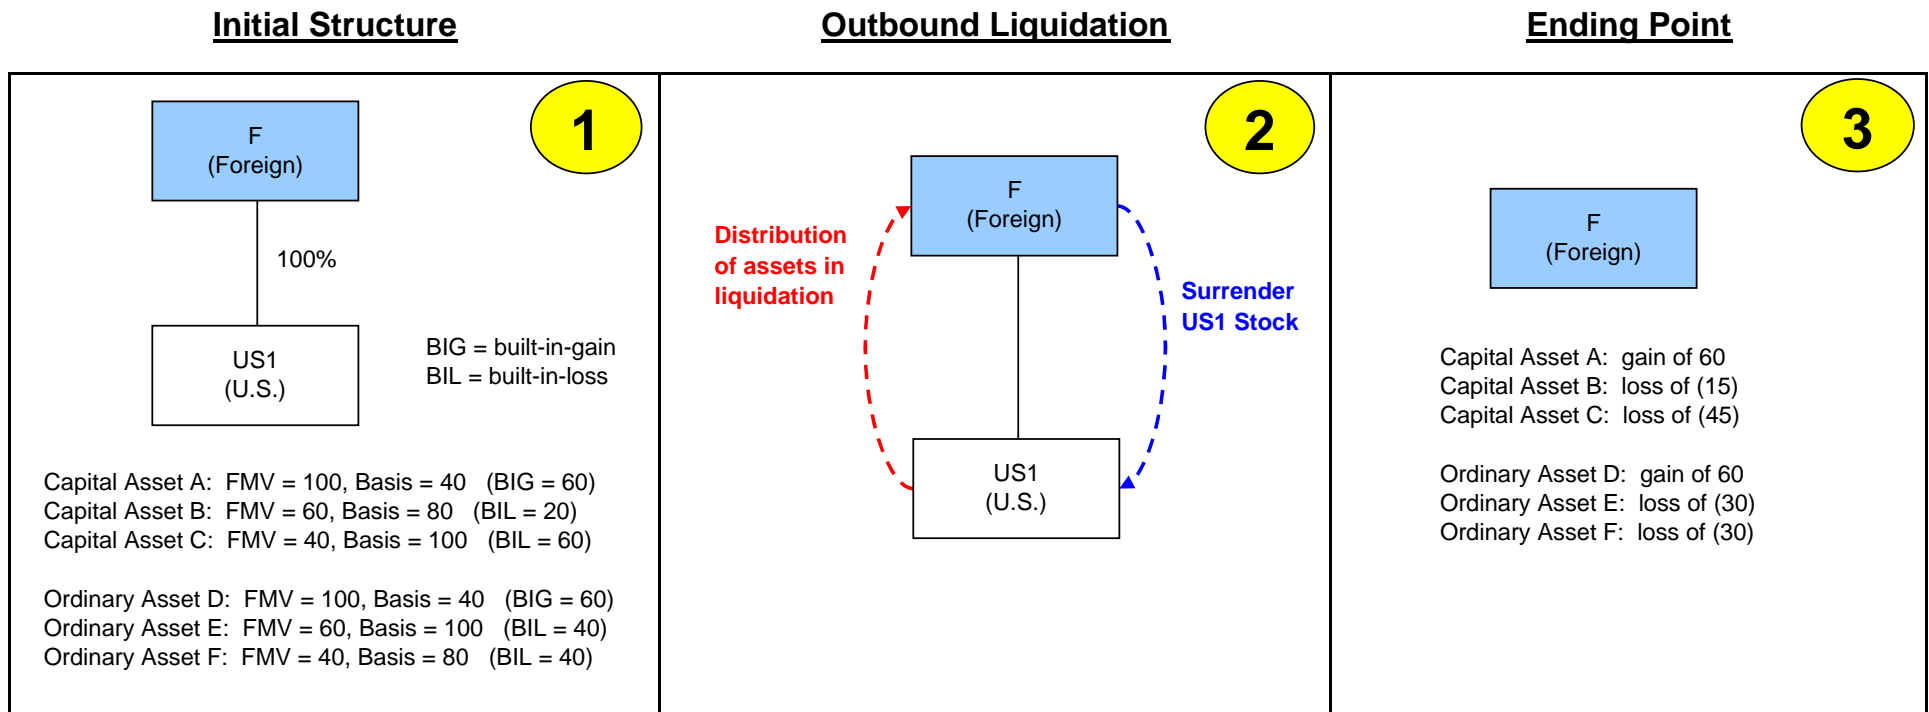 Initial Structure
Outbound Liquidation
Ending Point
1
F
(Foreign)
100%
US1
(U.S.)
BIG = built-in-gain
BIL = built-in-loss
Capital Asset A:  FMV = 100, Basis = 40   (BIG = 60)
Capital Asset B:  FMV = 60, Basis = 80   (BIL = 20)
Capital Asset C:  FMV = 40, Basis = 100   (BIL = 60)
Ordinary Asset D:  FMV = 100, Basis = 40   (BIG = 60)
Ordinary Asset E:  FMV = 60, Basis = 100   (BIL = 40)
Ordinary Asset F:  FMV = 40, Basis = 80   (BIL = 40)
2
F
(Foreign)
Distribution
of assets in
liquidation
Surrender
US1 Stock
US1
(U.S.)
3
F
(Foreign)
Capital Asset A:  gain of 60
Capital Asset B:  loss of (15)
Capital Asset C:  loss of (45)
Ordinary Asset D:  gain of 60
Ordinary Asset E:  loss of (30)
Ordinary Asset F:  loss of (30)